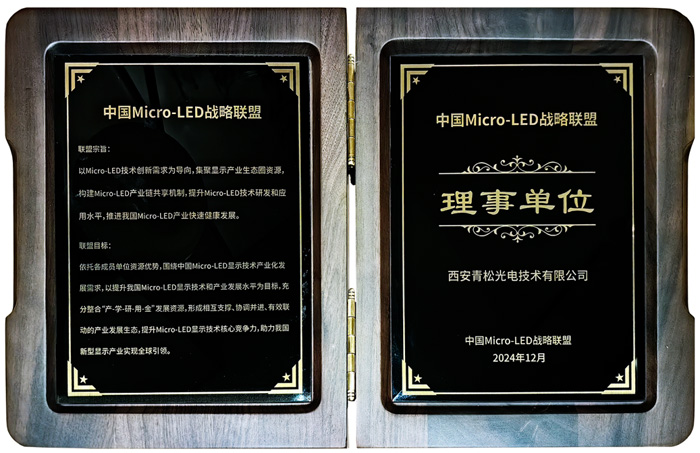 中国Micro-LED战略联盟
联盟宗旨：
以Micro-LED技术创新需求为导向，集聚显示产业生态圈资源，
构建Micro-LED产业链共享机制，提升Micro-LED技术研发和应
用水平，推进我国Micro-LED产业快速健康发展。
联盟目标：
依托各成员单位资源优势，围绕中国Micro-LED显示技术产业化发
展需求，以提升我国Micro-LED显示技术和产业发展水平为目标，充
分整合“产-学-研-用-金”发展资源，形成相互支撑、协调并进、有效联
动的产业发展生态，提升Micro-LED显示技术核心竞争力，助力我国
新型显示产业实现全球引领。
中国Micro-LED战略联盟
理事单位
西安青松光电技术有限公司
中国Micro-LED战略联盟
2024年12月